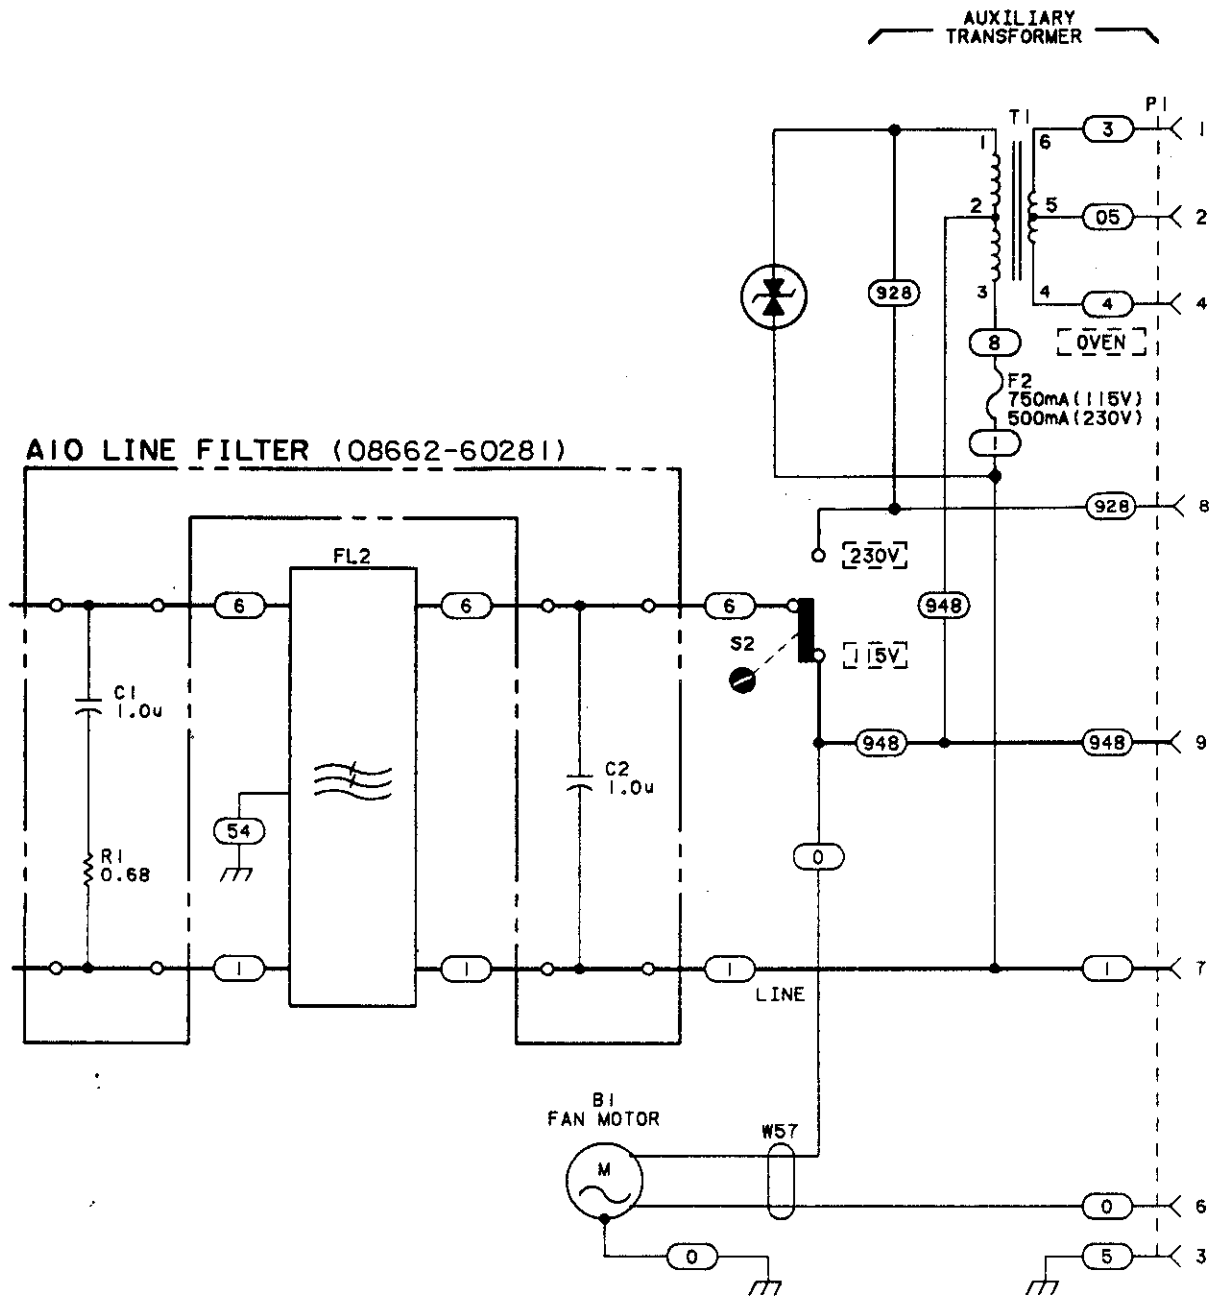 AUXILIARY
TRANSFORMER
P1
T1
1
6
3
1
2
5
05
2
928
3
4
4
4
8
OVEN
F2
750mA(115V)
500mA(230V)
1
A10 LINE FILTER (08662-60281)
928
8
230V
FL2
6
6
6
948
S2
115V
C1
1.0u
948
948
9
C2
1.0u
54
0
R1
0.68
1
1
1
1
7
LINE
B1
FAN MOTOR
W57
M
0
6
0
5
3